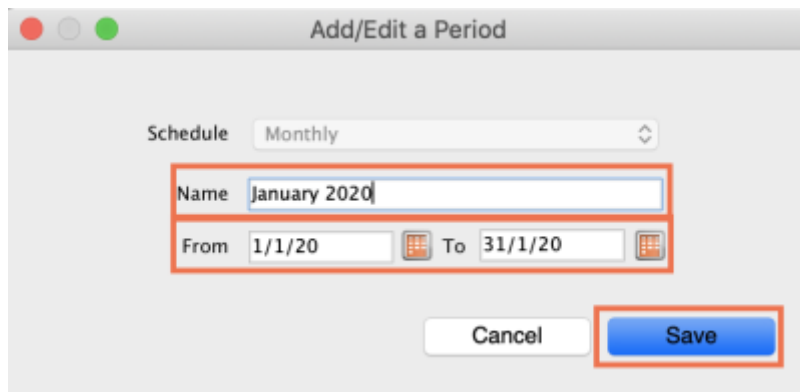 Add/Edit a Period
Schedule Monthly
Name January 2020
From 1/1/20 To 31/1/20
Cancel Save